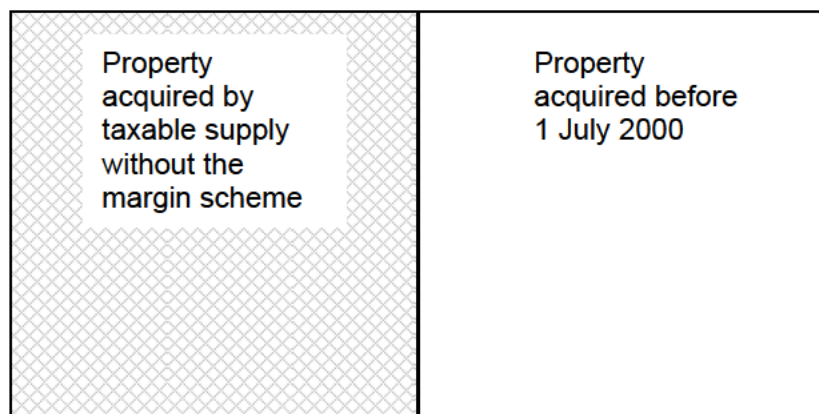 Property
acquired by
taxable supply
without the
margin scheme
Property
acquired before
1 July 2000